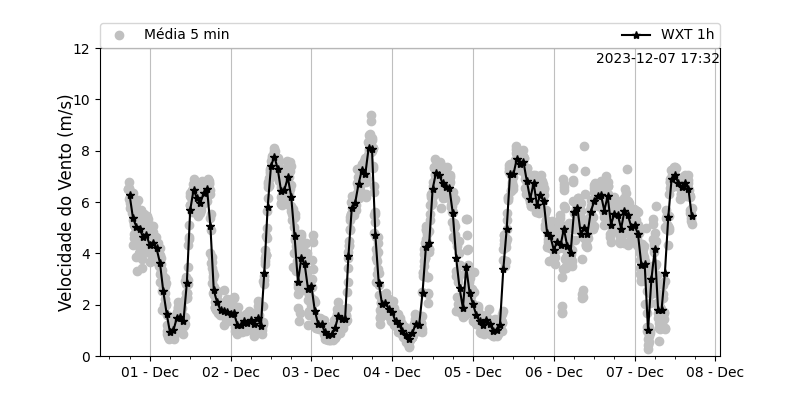 Média 5 min
WXT 1h
2023-12-07 17:32
Velocidade do Vento (m/s)
12
10
8
6
4
2
0
01 - Dec 02 - Dec 03 - Dec 04 - Dec 05 - Dec 06 - Dec 07 - Dec 08 - Dec